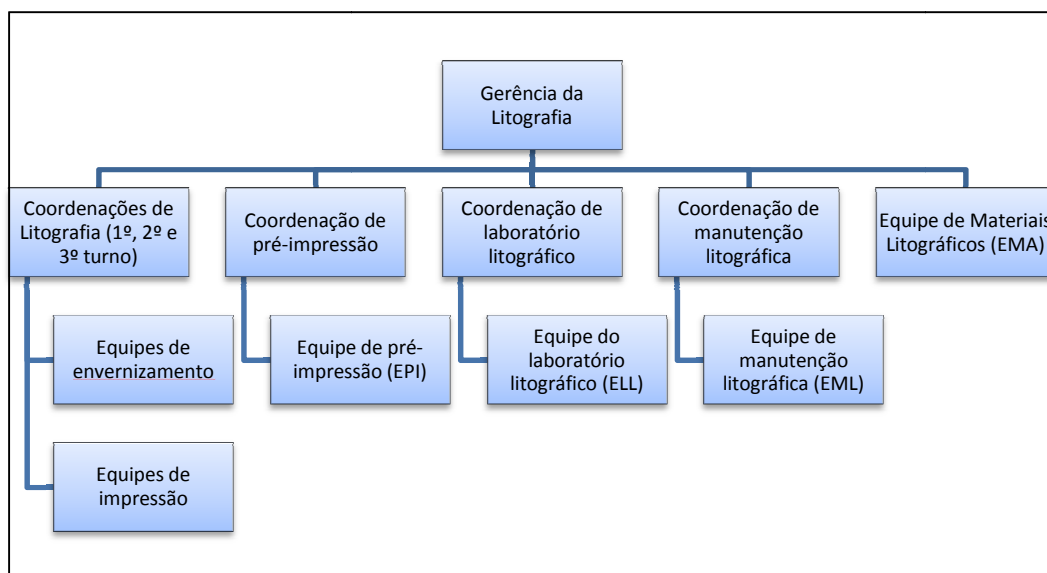 Gerência da
Litografia
Coordenações de
Litografia (1º, 2º e
3º turno)
Coordenação de
pré-impressão
Coordenação de
laboratório
litográfico
Coordenação de
manutenção
litográfica
Equipe de Materiais
Litográficos (EMA)
Equipes de
envernizamento
Equipe de pré-
impressão (EPI)
Equipe do
laboratório
litográfico (ELL)
Equipe de
manutenção
litográfica (EML)
Equipes de
impressão